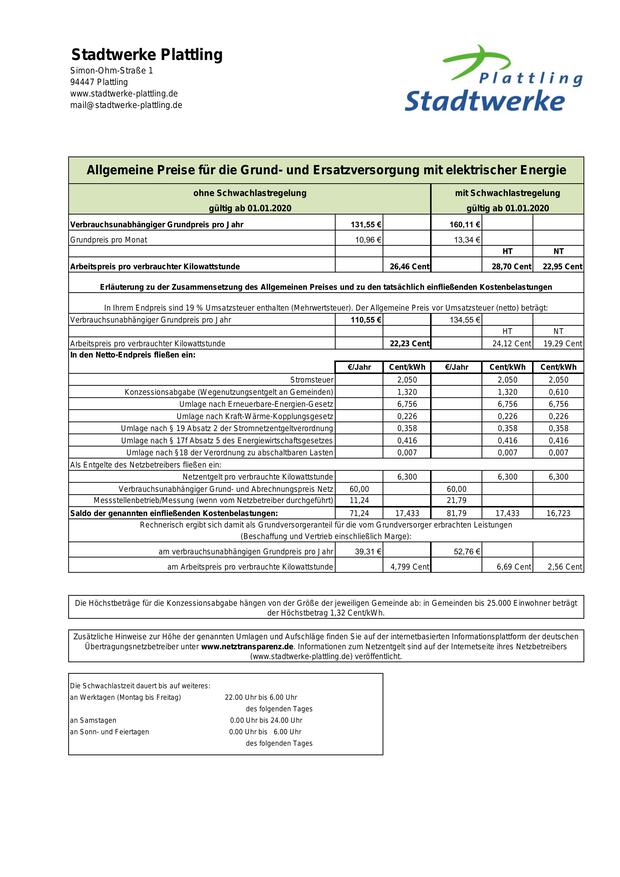 Stadtwerke Plattling
Simon-Ohm-Straße 1
94447 Plattling
www.stadtwerke-plattling.de
mail@stadtwerke-plattling.de
Plattling
Stadtwerke
Allgemeine Preise für die Grund- und Ersatzversorgung mit elektrischer Energie
ohne Schwachlastregelung mit Schwachlastregelung
gültig ab 01.01.2020 gültig ab 01.01.2020
Verbrauchsunabhängiger Grundpreis pro Jahr 131,55 € 160,11 €
Grundpreis pro Monat 10,96 € 13,34 €
HT NT
Arbeitspreis pro verbrauchter Kilowattstunde 26,46 Cent 28,70 Cent 22,95 Cent
Erläuterung zu der Zusammensetzung des Allgemeinen Preises und zu den tatsächlich einfließenden Kostenbelastungen
In Ihrem Endpreis sind 19 % Umsatzsteuer enthalten (Mehrwertsteuer). Der Allgemeine Preis vor Umsatzsteuer (netto) beträgt:
Verbrauchsunabhängiger Grundpreis pro Jahr 110,55 € 134,55 €
HT NT
Arbeitspreis pro verbrauchter Kilowattstunde 22,23 Cent 24,12 Cent 19,29 Cent
In den Netto-Endpreis fließen ein:
€/Jahr Cent/kWh €/Jahr Cent/kWh Cent/kWh
Stromsteuer 2,050 2,050 2,050
Konzessionsabgabe (Wegenutzungsentgelt an Gemeinden) 1,320 1,320 0,610
Umlage nach Erneuerbare-Energien-Gesetz 6,756 6,756 6,756
Umlage nach Kraft-Wärme-Kopplungsgesetz 0,226 0,226 0,226
Umlage nach § 19 Absatz 2 der Stromnetzentgeltverordnung 0,358 0,358 0,358
Umlage nach § 17f Absatz 5 des Energiewirtschaftsgesetzes 0,416 0,416 0,416
Umlage nach §18 der Verordnung zu abschaltbaren Lasten 0,007 0,007 0,007
Als Entgelte des Netzbetreibers fließen ein:
Netzentgelt pro verbrauchte Kilowattstunde 6,300 6,300 6,300
Verbrauchsunabhängiger Grund- und Abrechnungspreis Netz 60,00 60,00
Messstellenbetrieb/Messung (wenn vom Netzbetreiber durchgeführt) 11,24 21,79
Saldo der genannten einfließenden Kostenbelastungen: 71,24 17,433 81,79 17,433 16,723
Rechnerisch ergibt sich damit als Grundversorgeranteil für die vom Grundversorger erbrachten Leistungen
(Beschaffung und Vertrieb einschließlich Marge):
am verbrauchsunabhängigen Grundpreis pro Jahr 39,31 € 52,76 €
am Arbeitspreis pro verbrauchte Kilowattstunde 4,799 Cent 6,69 Cent 2,56 Cent
Die Höchstbeträge für die Konzessionsabgabe hängen von der Größe der jeweiligen Gemeinde ab: in Gemeinden bis 25.000 Einwohner beträgt
der Höchstbetrag 1,32 Cent/kWh.
Zusätzliche Hinweise zur Höhe der genannten Umlagen und Aufschläge finden Sie auf der internetbasierten Informationsplattform der deutschen
Übertragungsnetzbetreiber unter www.netztransparenz.de. Informationen zum Netzentgelt sind auf der Internetseite ihres Netzbetreibers
(www.stadtwerke-plattling.de) veröffentlicht.
Die Schwachlastzeit dauert bis auf weiteres:
an Werktagen (Montag bis Freitag) 22.00 Uhr bis 6.00 Uhr
des folgenden Tages
an Samstagen 0.00 Uhr bis 24.00 Uhr
an Sonn- und Feiertagen 0.00 Uhr bis 6.00 Uhr
des folgenden Tages